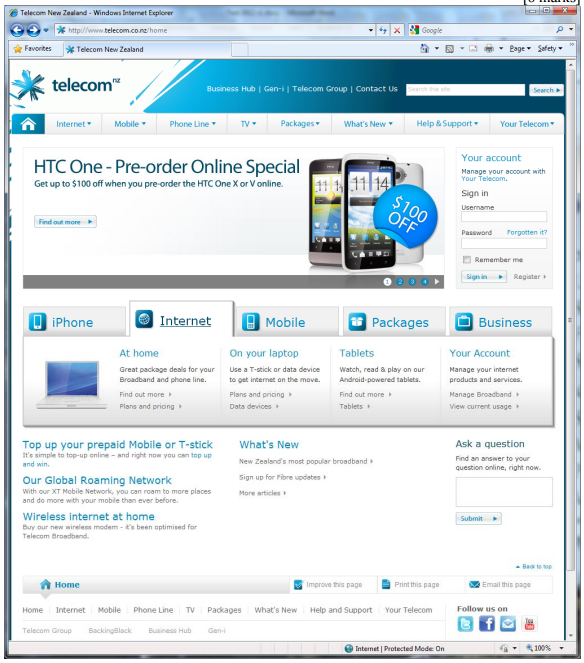 Telecom New Zealand - Windows Internet Explorer
http://www.telecom.co.nz/home
Google
Favorites
Telecom New Zealand
Page
Safety
telecom nz
Business Hub | Gen-i | Telecom Group | Contact Us
Search this site
Search
Internet
Mobile
Phone Line
TV
Packages
What's New
Help & Support
Your Telecom
HTC One - Pre-order Online Special
Get up to $100 off when you pre-order the HTC One X or V online.
Find out more
$100 OFF
1 2 3 4
Your account
Manage your account with
Your Telecom.
Sign in
Username
Password Forgotten it?
Remember me
Sign in Register
iPhone
Internet
Mobile
Packages
Business
At home
Great package deals for your
Broadband and phone line.
Find out more
Plans and pricing
On your laptop
Use a T-stick or data device
to get internet on the move.
Plans and pricing
Data devices
Tablets
Watch, read & play on our
Android-powered tablets.
Find out more
Tablets
Your Account
Manage your internet
products and services.
Manage Broadband
View current usage
Top up your prepaid Mobile or T-stick
It's simple to top-up online – and right now you can top up
and win.
Our Global Roaming Network
With our XT Mobile Network, you can roam to more places
and do more with your mobile than ever before.
Wireless internet at home
Buy our new wireless modem - it's been optimised for
Telecom Broadband.
What's New
New Zealand's most popular broadband
Sign up for Fibre updates
More articles
Ask a question
Find an answer to your
question online, right now.
Submit
Back to top
Home
Improve this page
Print this page
Email this page
Home Internet Mobile Phone Line TV Packages What's New Help and Support Your Telecom
Telecom Group BackingBlack Business Hub Gen-i
Follow us on
You Tube
Internet | Protected Mode: On
100%